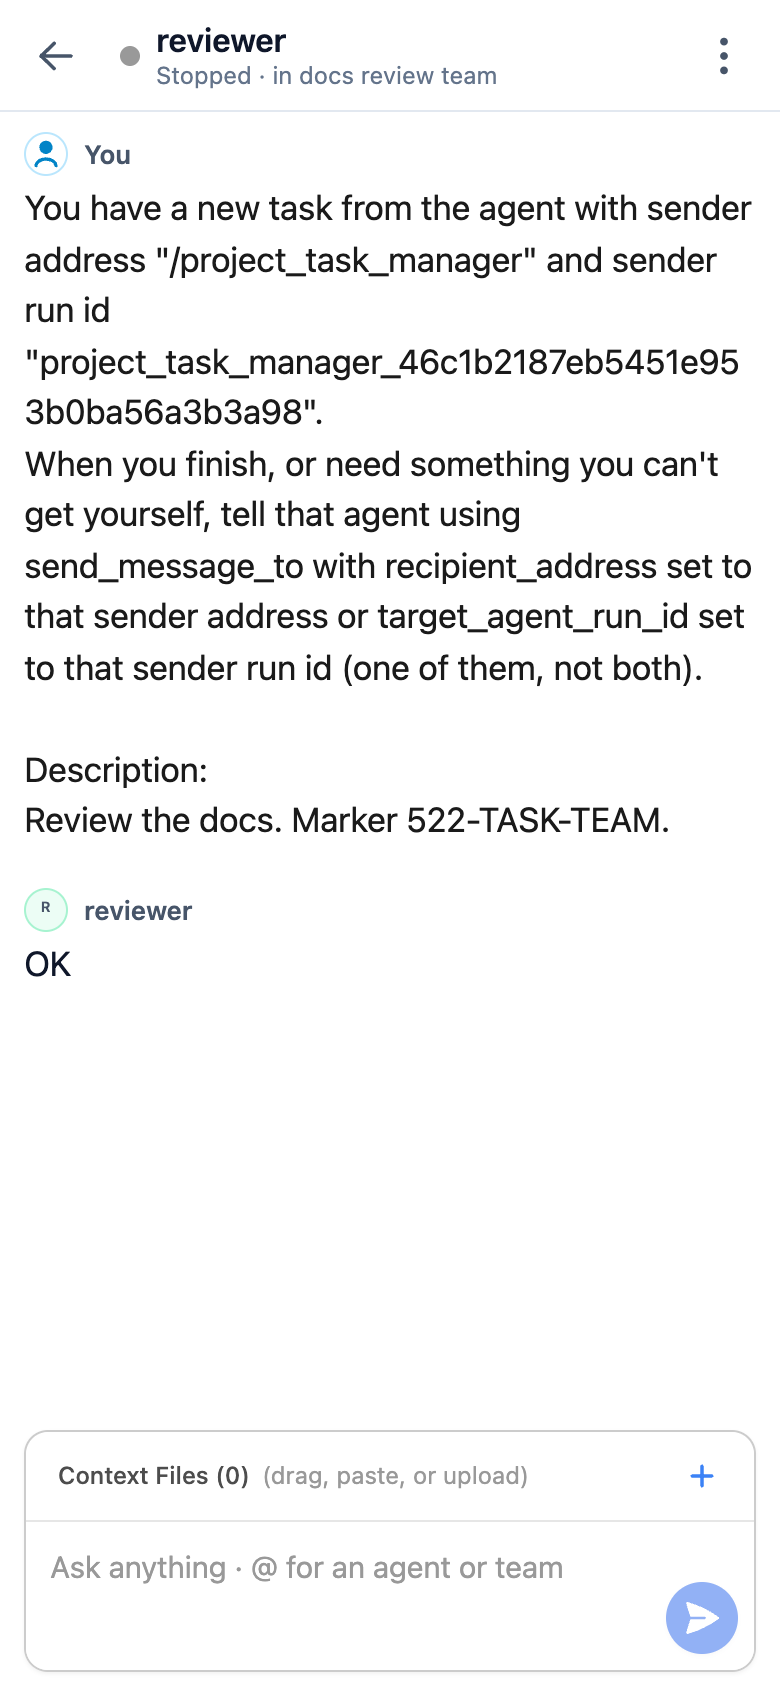 reviewer
Stopped · in docs review team
You
You have a new task from the agent with sender
address "/project_task_manager" and sender
run id
"project_task_manager_46c1b2187eb5451e95
3b0ba56a3b3a98".
When you finish, or need something you can't
get yourself, tell that agent using
send_message_to with recipient_address set to
that sender address or target_agent_run_id set
to that sender run id (one of them, not both).
Description:
Review the docs. Marker 522-TASK-TEAM.
R
reviewer
OK
Context Files (0) (drag, paste, or upload)
Ask anything · @ for an agent or team